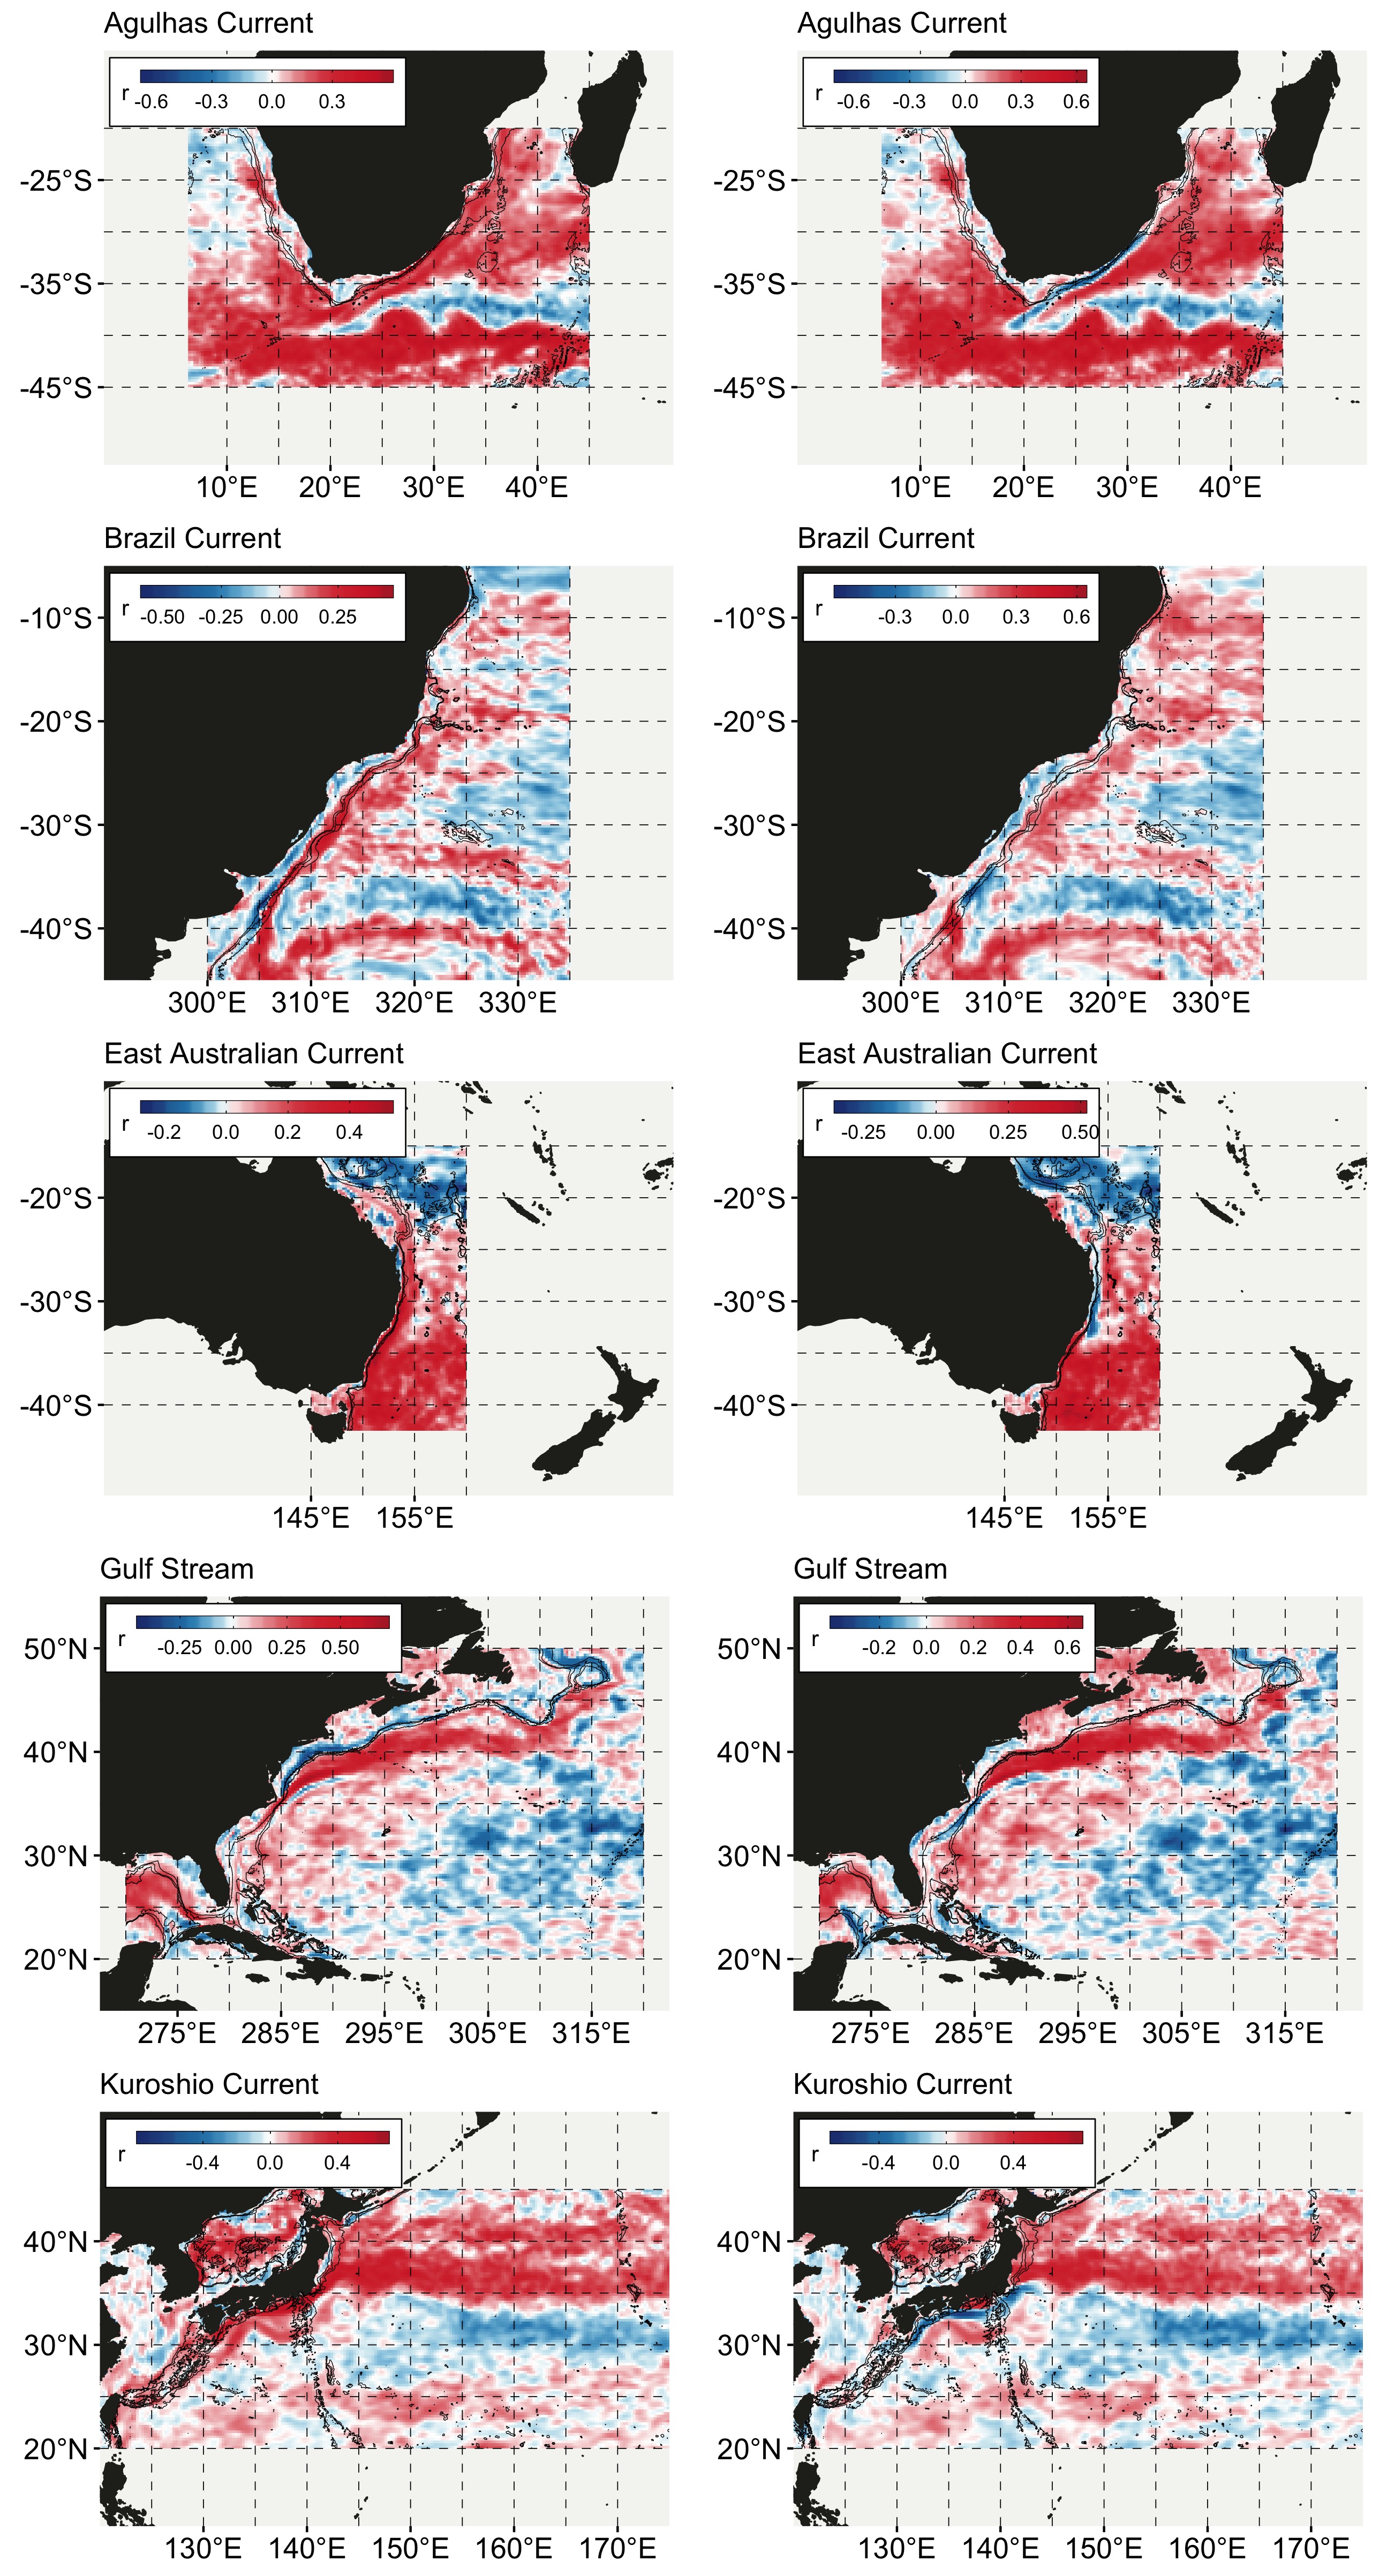 Agulhas Current Agulhas Current
r -0.6 -0.3 0.0 0.3 r -0.6 -0.3 0.0 0.3 0.6
-25°S -25°S
-35°S -35°S
-45°S -45°S
10°E 20°E 30°E 40°E 10°E 20°E 30°E 40°E
Brazil Current Brazil Current
r -0.50 -0.25 0.00 0.25 r -0.3 0.0 0.3 0.6
-10°S -10°S
-20°S -20°S
-30°S -30°S
-40°S -40°S
300°E 310°E 320°E 330°E 300°E 310°E 320°E 330°E
East Australian Current East Australian Current
r -0.2 0.0 0.2 0.4 r -0.25 0.00 0.25 0.50
-20°S -20°S
-30°S -30°S
-40°S -40°S
145°E 155°E 145°E 155°E
Gulf Stream Gulf Stream
r -0.25 0.00 0.25 0.50 r -0.2 0.0 0.2 0.4 0.6
50°N 50°N
40°N 40°N
30°N 30°N
20°N 20°N
275°E 285°E 295°E 305°E 315°E 275°E 285°E 295°E 305°E 315°E
Kuroshio Current Kuroshio Current
r -0.4 0.0 0.4 r -0.4 0.0 0.4
40°N 40°N
30°N 30°N
20°N 20°N
130°E 140°E 150°E 160°E 170°E 130°E 140°E 150°E 160°E 170°E